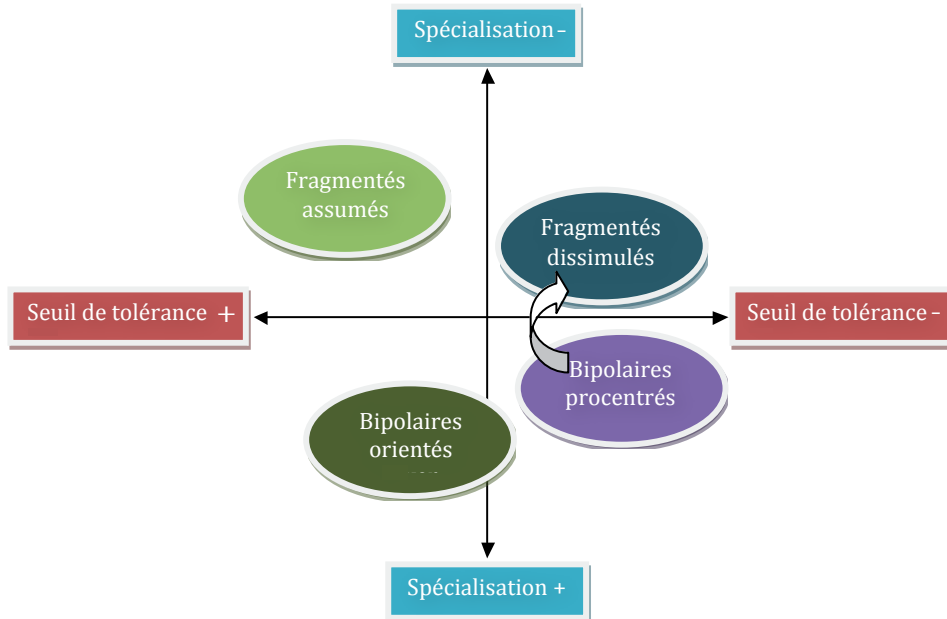 Spécialisation -
Fragmentés
assumés
Fragmentés
dissimulés
Seuil de tolérance +
Seuil de tolérance -
Bipolaires
procentrés
Bipolaires
orientés
Spécialisation +